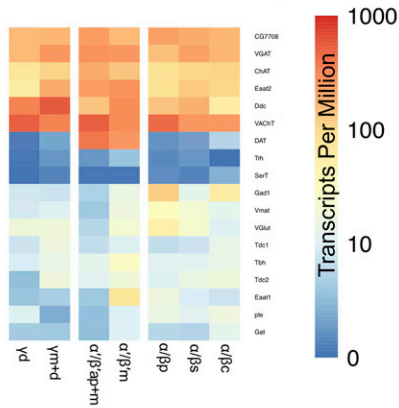 CG7708
VGAT
ChAT
Eaat2
Ddc
VAChT
DAT
Trh
SerT
Gad1
Vmat
VGlut
Tdc1
Tbh
Tdc2
Eaat1
ple
Gat
γd
γm+d
α'/β'ap+m
α'/β'm
α/βp
α/βs
α/βc
1000
100
10
0
Transcripts Per Million